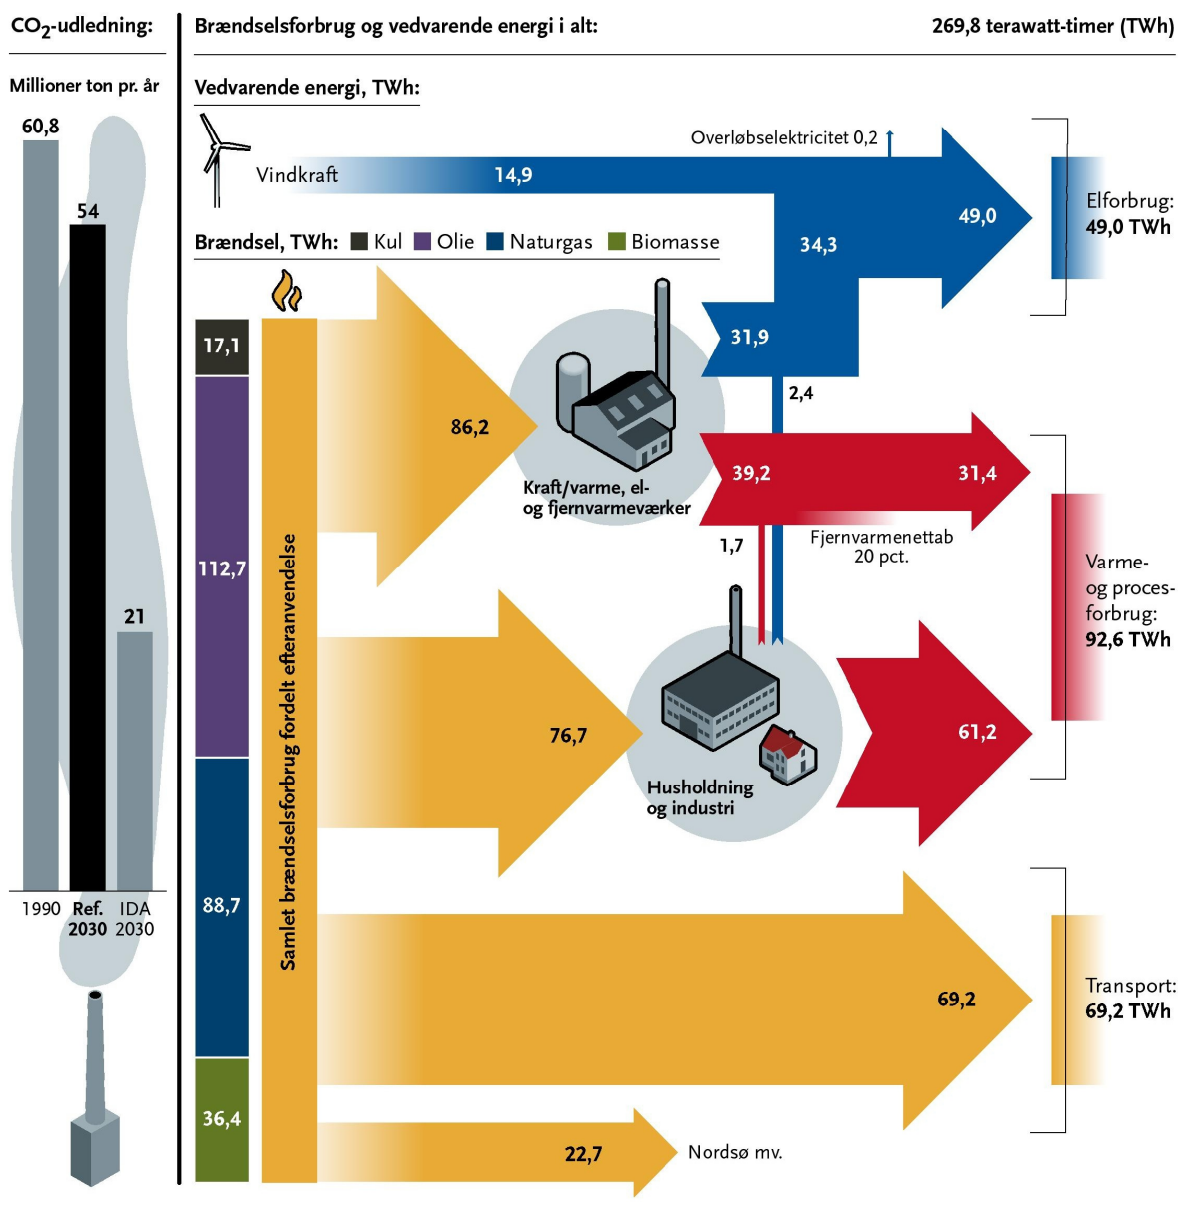 CO2-udledning:
Millioner ton pr. år
60,8
54
21
1990
Ref.
2030
IDA
2030
Brændselsforbrug og vedvarende energi i alt:
269,8 terawatt-timer (TWh)
Vedvarende energi, TWh:
Vindkraft
14,9
Overløbselektricitet 0,2
49,0
34,3
31,9
2,4
Elforbrug:
49,0 TWh
Brændsel, TWh:
Kul
Olie
Naturgas
Biomasse
17,1
112,7
88,7
36,4
Samlet brændselsforbrug fordelt efteranvendelse
86,2
Kraft/varme, el-
og fjernvarmeværker
39,2
31,4
1,7
Fjernvarmenettab
20 pct.
Varme-
og proces-
forbrug:
92,6 TWh
76,7
Husholdning
og industri
61,2
69,2
Transport:
69,2 TWh
22,7
Nordsø mv.